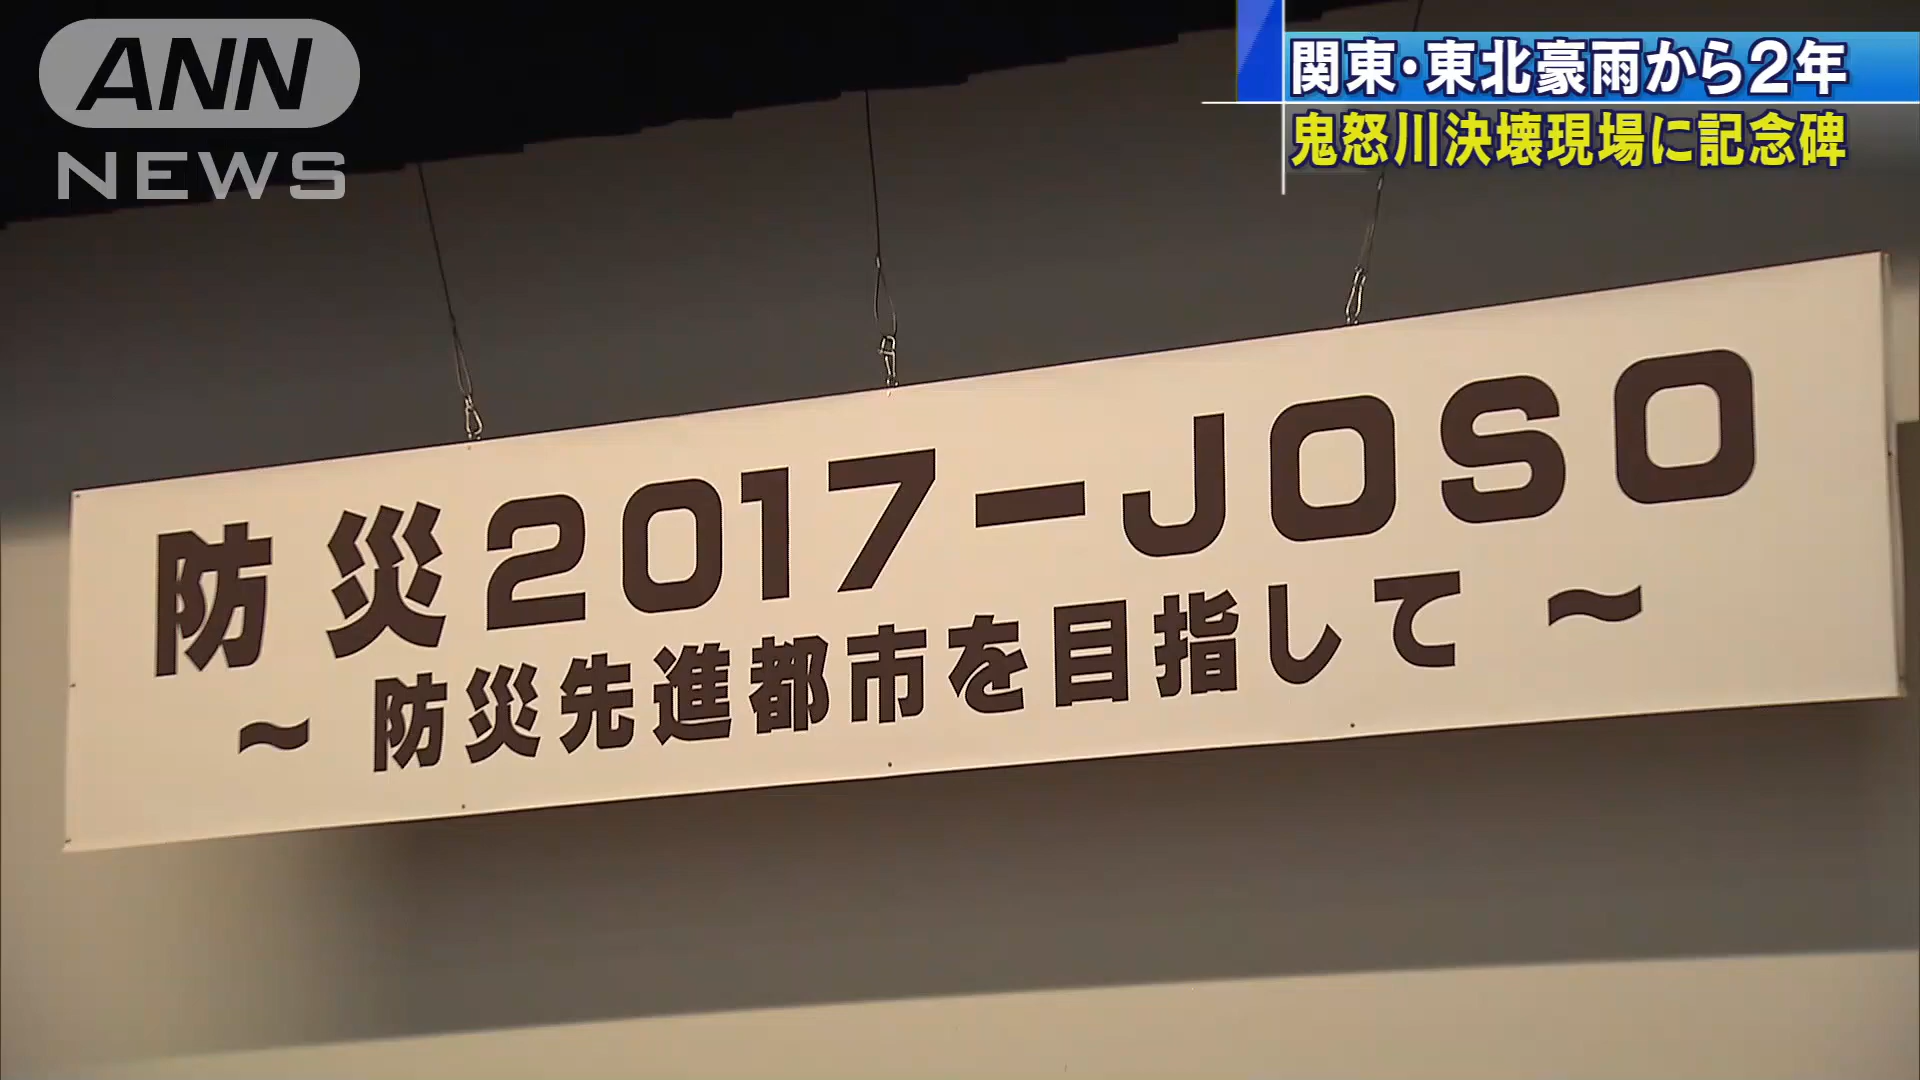 ANN
NEWS
関東・東北豪雨から2年
鬼怒川決壊現場に記念碑
防災2017-JOSO
~ 防災先進都市を目指して ~